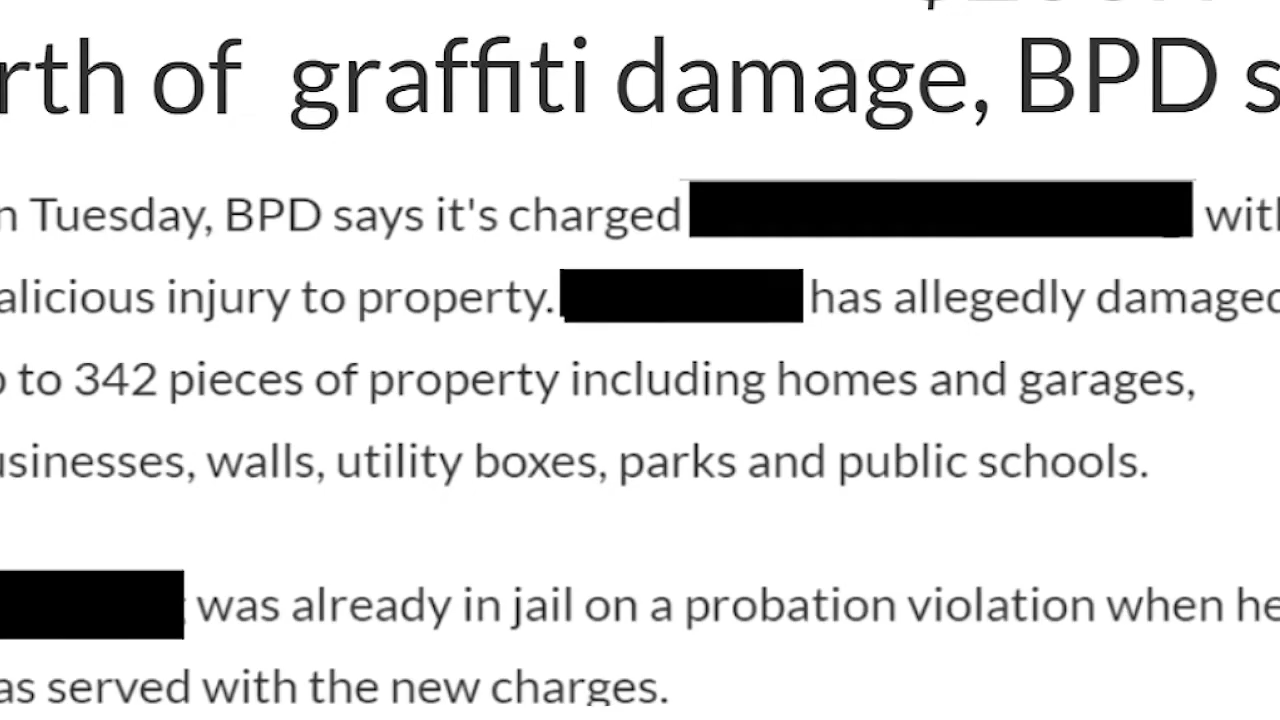 rth of graffiti damage, BPD s
n Tuesday, BPD says it's charged with
alicious injury to property. has allegedly damaged
to 342 pieces of property including homes and garages,
usinesses, walls, utility boxes, parks and public schools.
was already in jail on a probation violation when he
as served with the new charges.